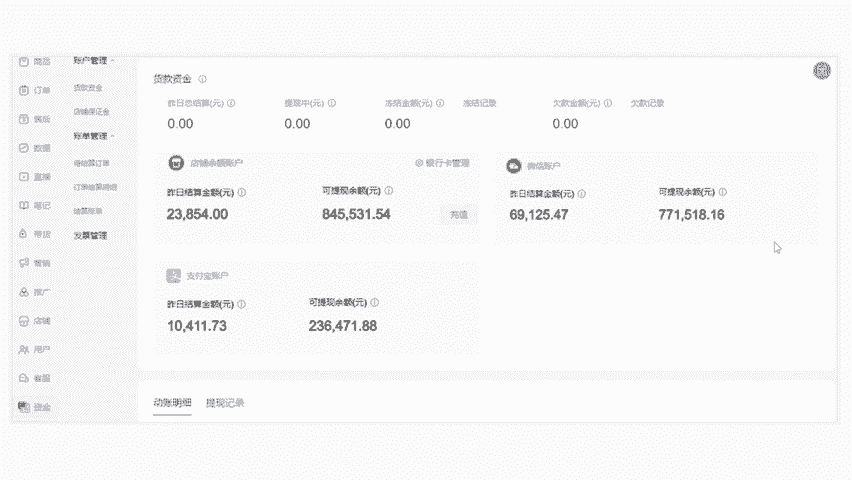 商品
订单
售后
数据
直播
笔记
带货
营销
推广
店铺
用户
客服
资金
账户管理
货款资金
店铺保证金
账单管理
待结算订单
订单结算明细
结算账单
发票管理
货款资金
昨日总结算(元) 提现中(元) 冻结金额(元) 冻结记录 欠款金额(元) 欠款记录
0.00 0.00 0.00 0.00
店铺余额账户 银行卡管理
昨日结算金额(元) 可提现余额(元)
23,854.00 845,531.54 充值
微信账户
昨日结算金额(元) 可提现余额(元)
69,125.47 771,518.16
支付宝账户
昨日结算金额(元) 可提现余额(元)
10,411.73 236,471.88
动账明细 提现记录